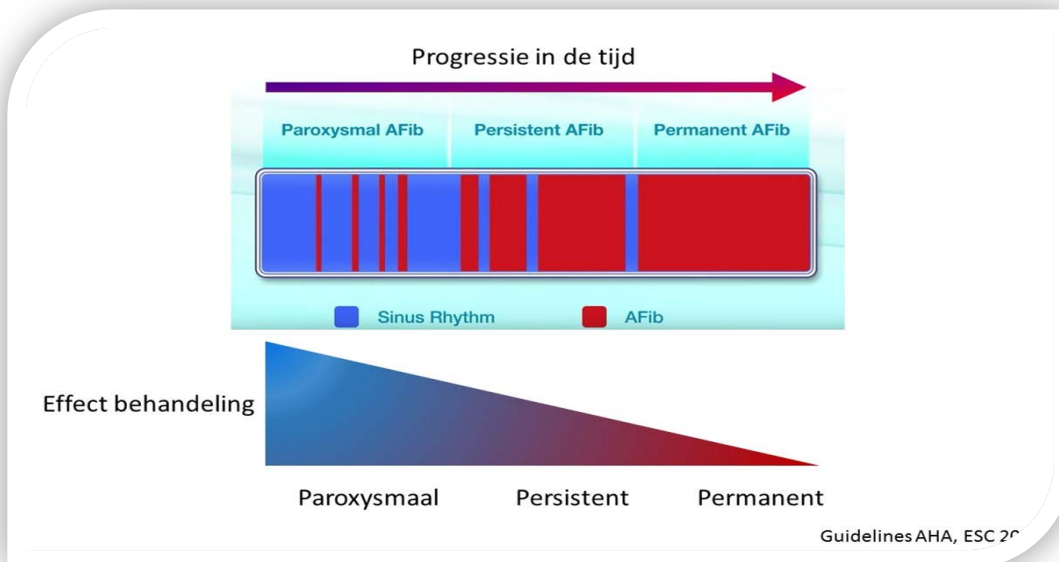 Progressie in de tijd
Paroxysmal AFib Persistent AFib Permanent AFib
Sinus Rhythm AFib
Effect behandeling
Paroxysmaal Persistent Permanent
Guidelines AHA, ESC